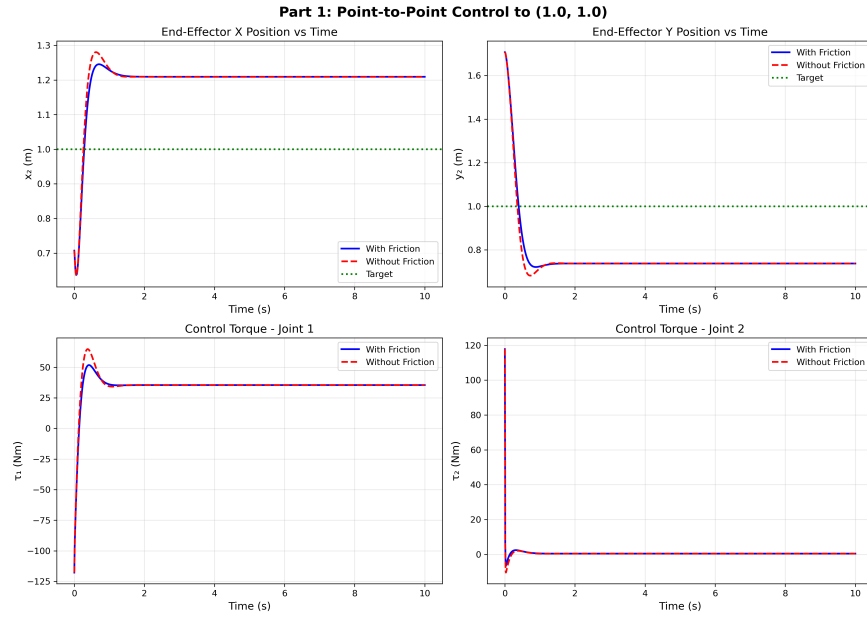 Part 1: Point-to-Point Control to (1.0, 1.0)
End-Effector X Position vs Time
1.3
1.2
1.1
1.0
0.9
0.8
0.7
x₂ (m)
0 2 4 6 8 10
Time (s)
With Friction
Without Friction
Target
End-Effector Y Position vs Time
1.6
1.4
1.2
1.0
0.8
y₂ (m)
0 2 4 6 8 10
Time (s)
With Friction
Without Friction
Target
Control Torque - Joint 1
50
25
0
−25
−50
−75
−100
−125
τ₁ (Nm)
0 2 4 6 8 10
Time (s)
With Friction
Without Friction
Control Torque - Joint 2
120
100
80
60
40
20
0
τ₂ (Nm)
0 2 4 6 8 10
Time (s)
With Friction
Without Friction